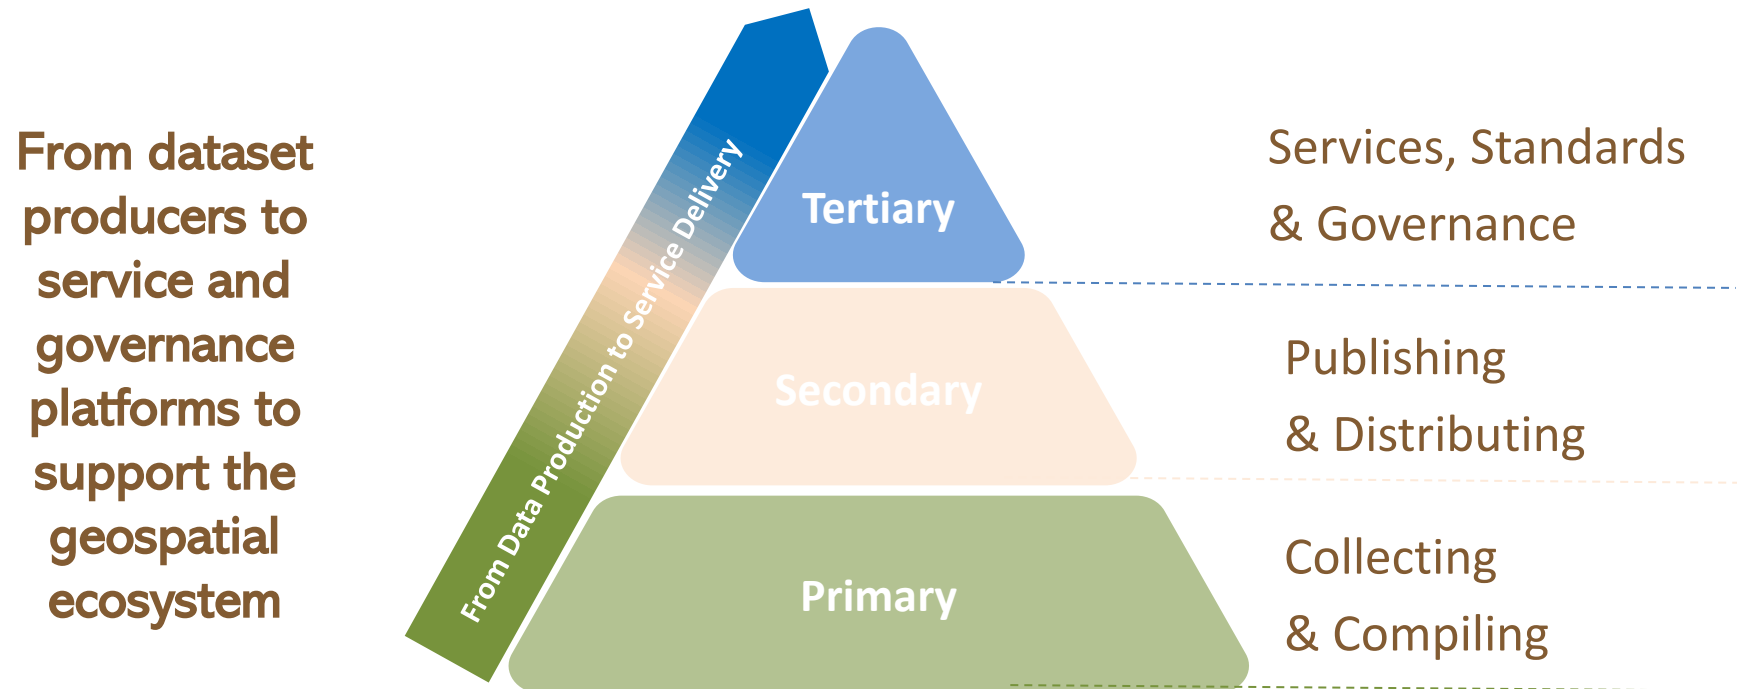 From dataset
producers to
service and
governance
platforms to
support the
geospatial
ecosystem
From Data Production to Service Delivery
Tertiary
Services, Standards
& Governance
Secondary
Publishing
& Distributing
Primary
Collecting
& Compiling